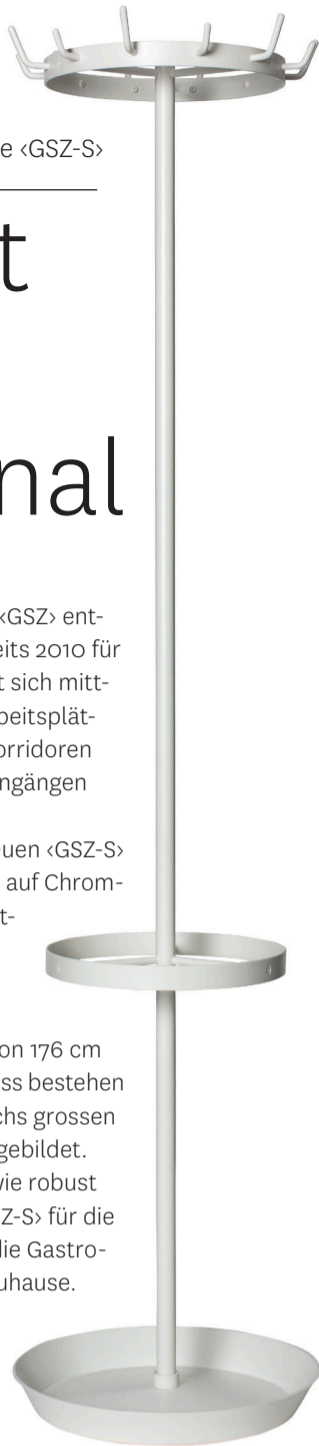 e ‹GSZ-S›
t
nal
‹GSZ› ent-
eits 2010 für
t sich mitt-
beitsplät-
orridoren
ngängen
euen ‹GSZ-S›
auf Chrom-
t-
on 176 cm
ss bestehen
chs grossen
gebildet.
wie robust
Z-S› für die
die Gastro-
uhause.